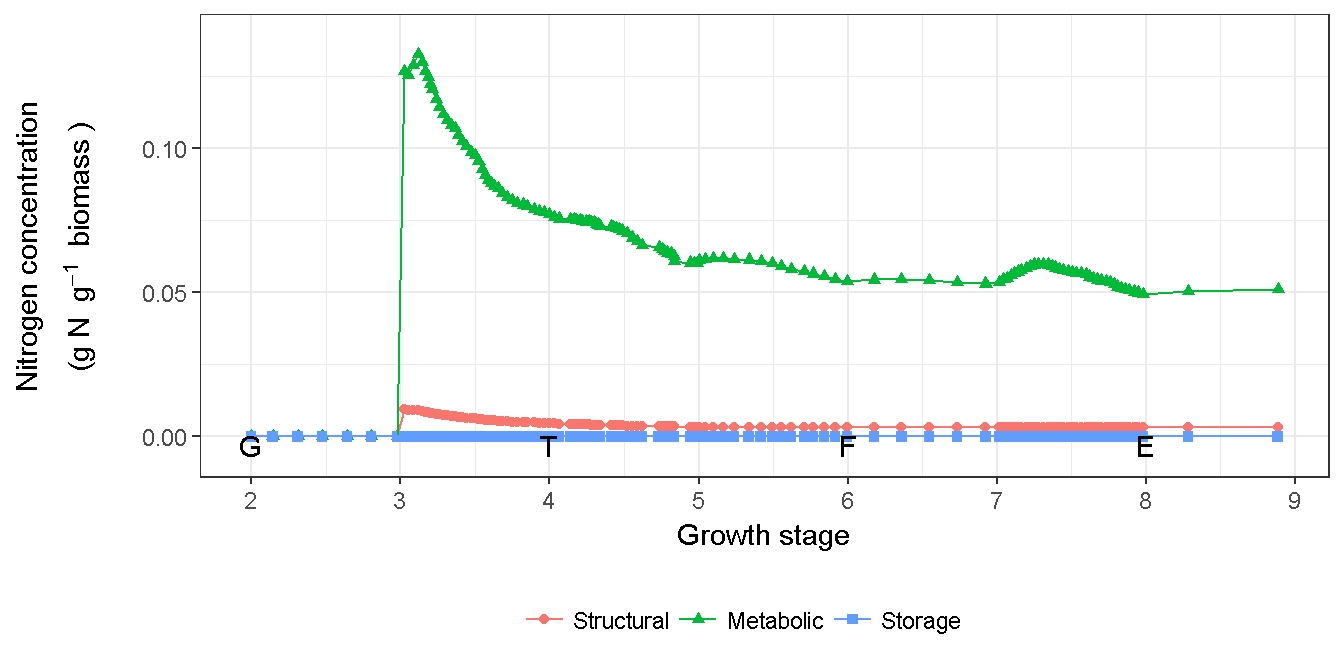 Nitrogen concentration
(g N g⁻¹ biomass )
0.10
0.05
0.00
G T F E
2 3 4 5 6 7 8 9
Growth stage
Structural Metabolic Storage